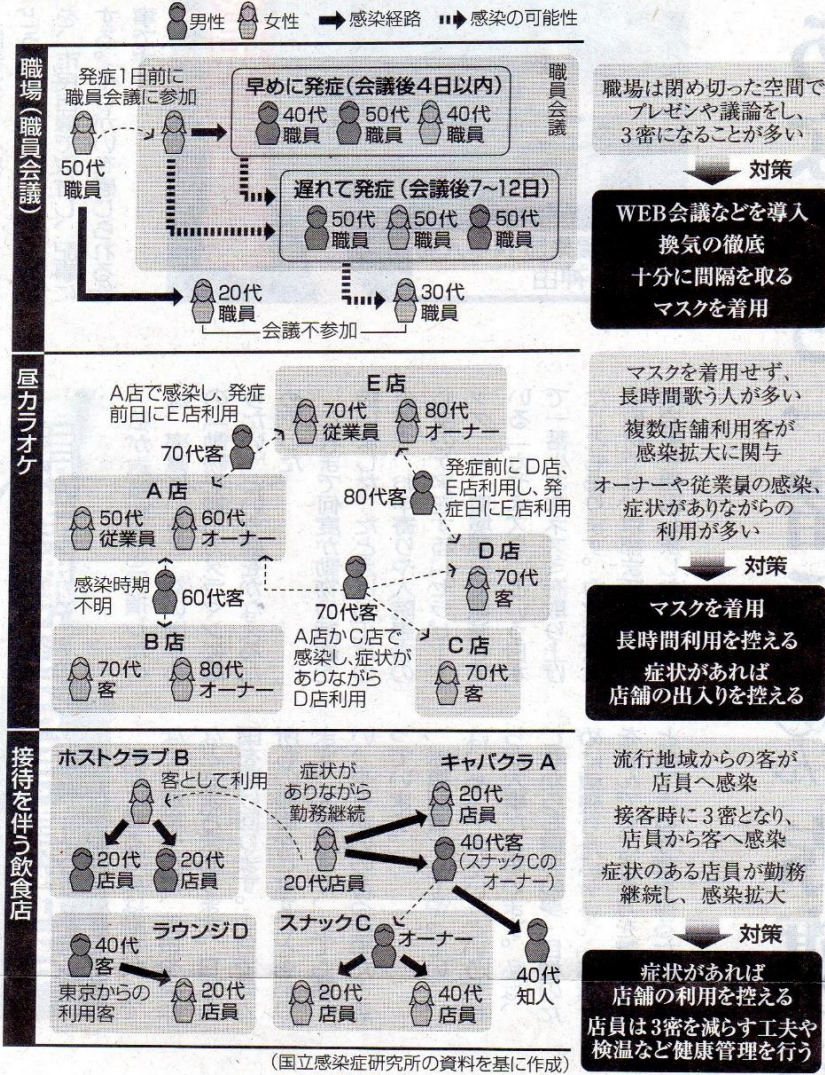 男性 女性 感染経路 感染の可能性
職場(職員会議)
発症1日前に
職員会議に参加
50代
職員
早めに発症(会議後4日以内)
40代
職員
50代
職員
40代
職員
職員会議
遅れて発症(会議後7~12日)
50代
職員
50代
職員
50代
職員
20代
職員
30代
職員
会議不参加
職場は閉め切った空間で
プレゼンや議論をし、
3密になることが多い
対策
WEB会議などを導入
換気の徹底
十分に間隔を取る
マスクを着用
昼カラオケ
A店で感染し、発症
前日にE店利用
70代客
E店
70代
従業員
80代
オーナー
発症前にD店、
E店利用し、発
症日にE店利用
80代客
A店
50代
従業員
60代
オーナー
D店
70代
客
感染時期
不明
60代客
70代客
A店かC店で
感染し、症状が
ありながら
D店利用
B店
70代
客
80代
オーナー
C店
70代
客
マスクを着用せず、
長時間歌う人が多い
複数店舗利用客が
感染拡大に関与
オーナーや従業員の感染、
症状がありながらの
利用が多い
対策
マスクを着用
長時間利用を控える
症状があれば
店舗の出入りを控える
接待を伴う飲食店
ホストクラブB
客として利用
20代
店員
20代
店員
症状が
ありながら
勤務継続
20代店員
キャバクラA
20代
店員
40代客
(スナックCの
オーナー)
ラウンジD
40代
客
東京からの
利用客
20代
店員
スナックC
オーナー
20代
店員
40代
店員
40代
知人
流行地域からの客が
店員へ感染
接客時に3密となり、
店員から客へ感染
症状のある店員が勤務
継続し、感染拡大
対策
症状があれば
店舗の利用を控える
店員は3密を減らす工夫や
検温など健康管理を行う
(国立感染症研究所の資料を基に作成)